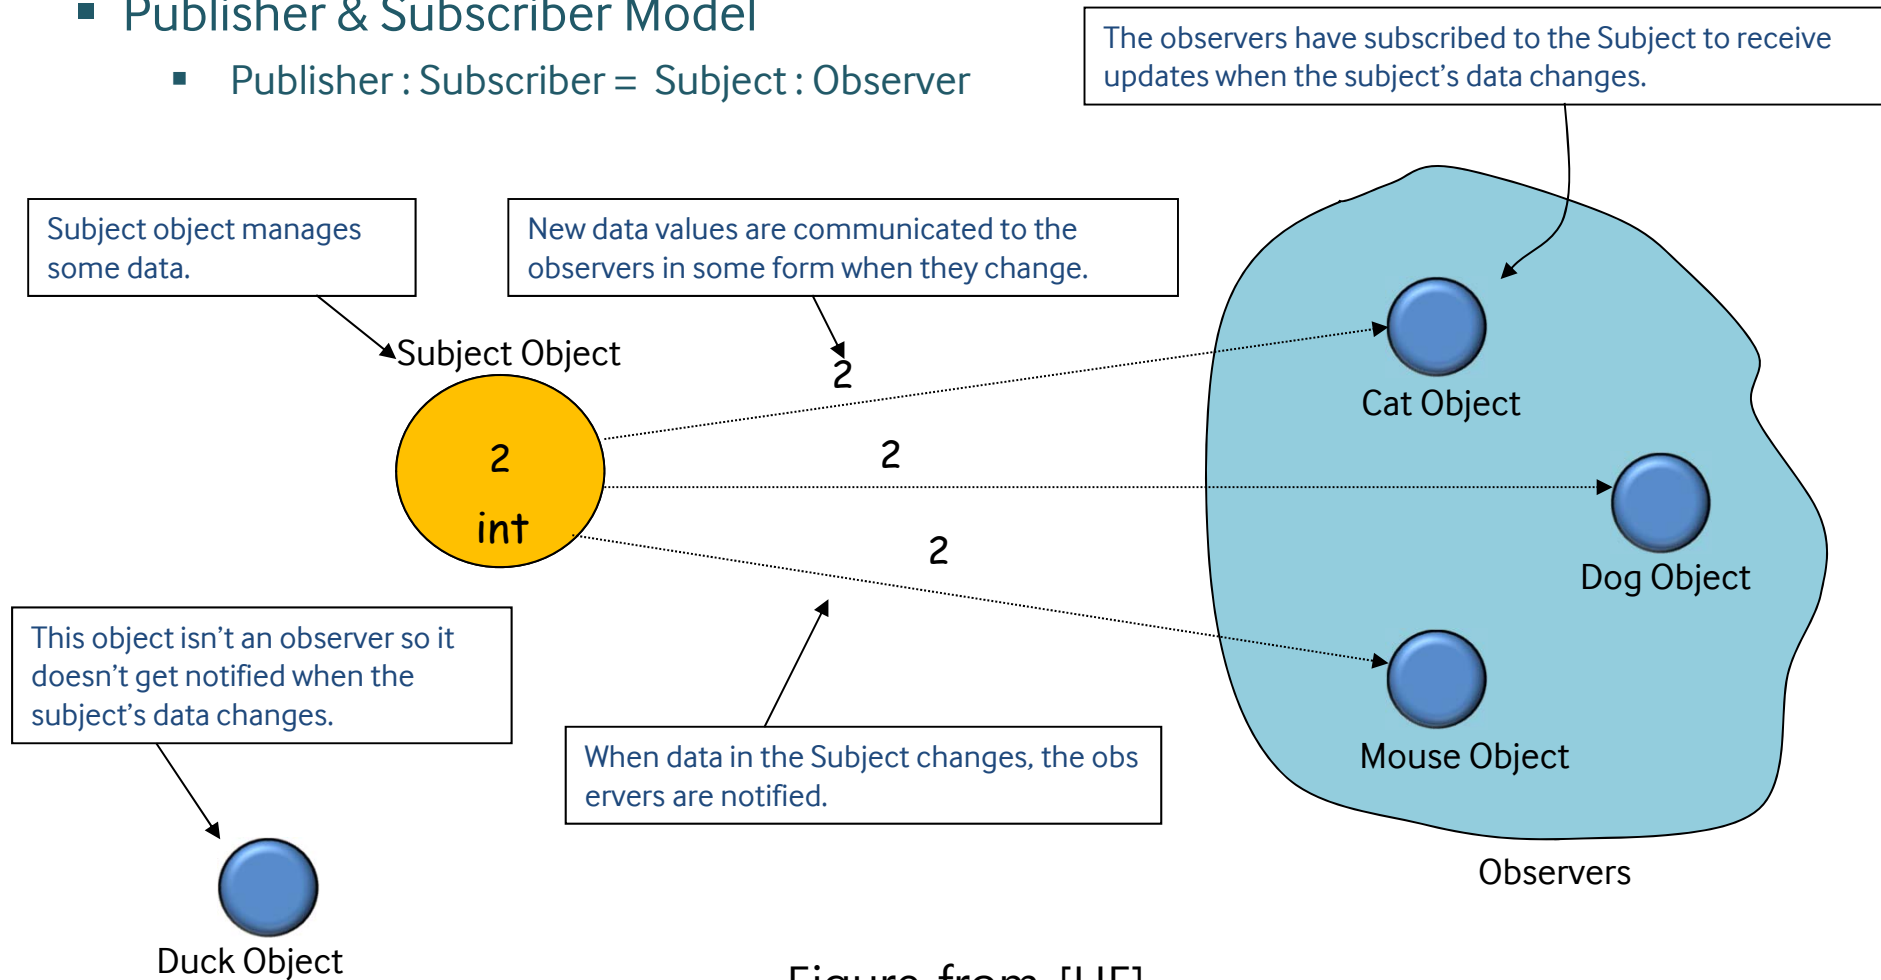 ▪ Publisher & Subscriber Model
▪ Publisher : Subscriber = Subject : Observer
The observers have subscribed to the Subject to receive
updates when the subject’s data changes.
Subject object manages
some data.
New data values are communicated to the
observers in some form when they change.
Subject Object
2
Cat Object
2
int
2
2
Dog Object
This object isn’t an observer so it
doesn’t get notified when the
subject’s data changes.
When data in the Subject changes, the obs
ervers are notified.
Mouse Object
Observers
Duck Object
Figure from [HF]